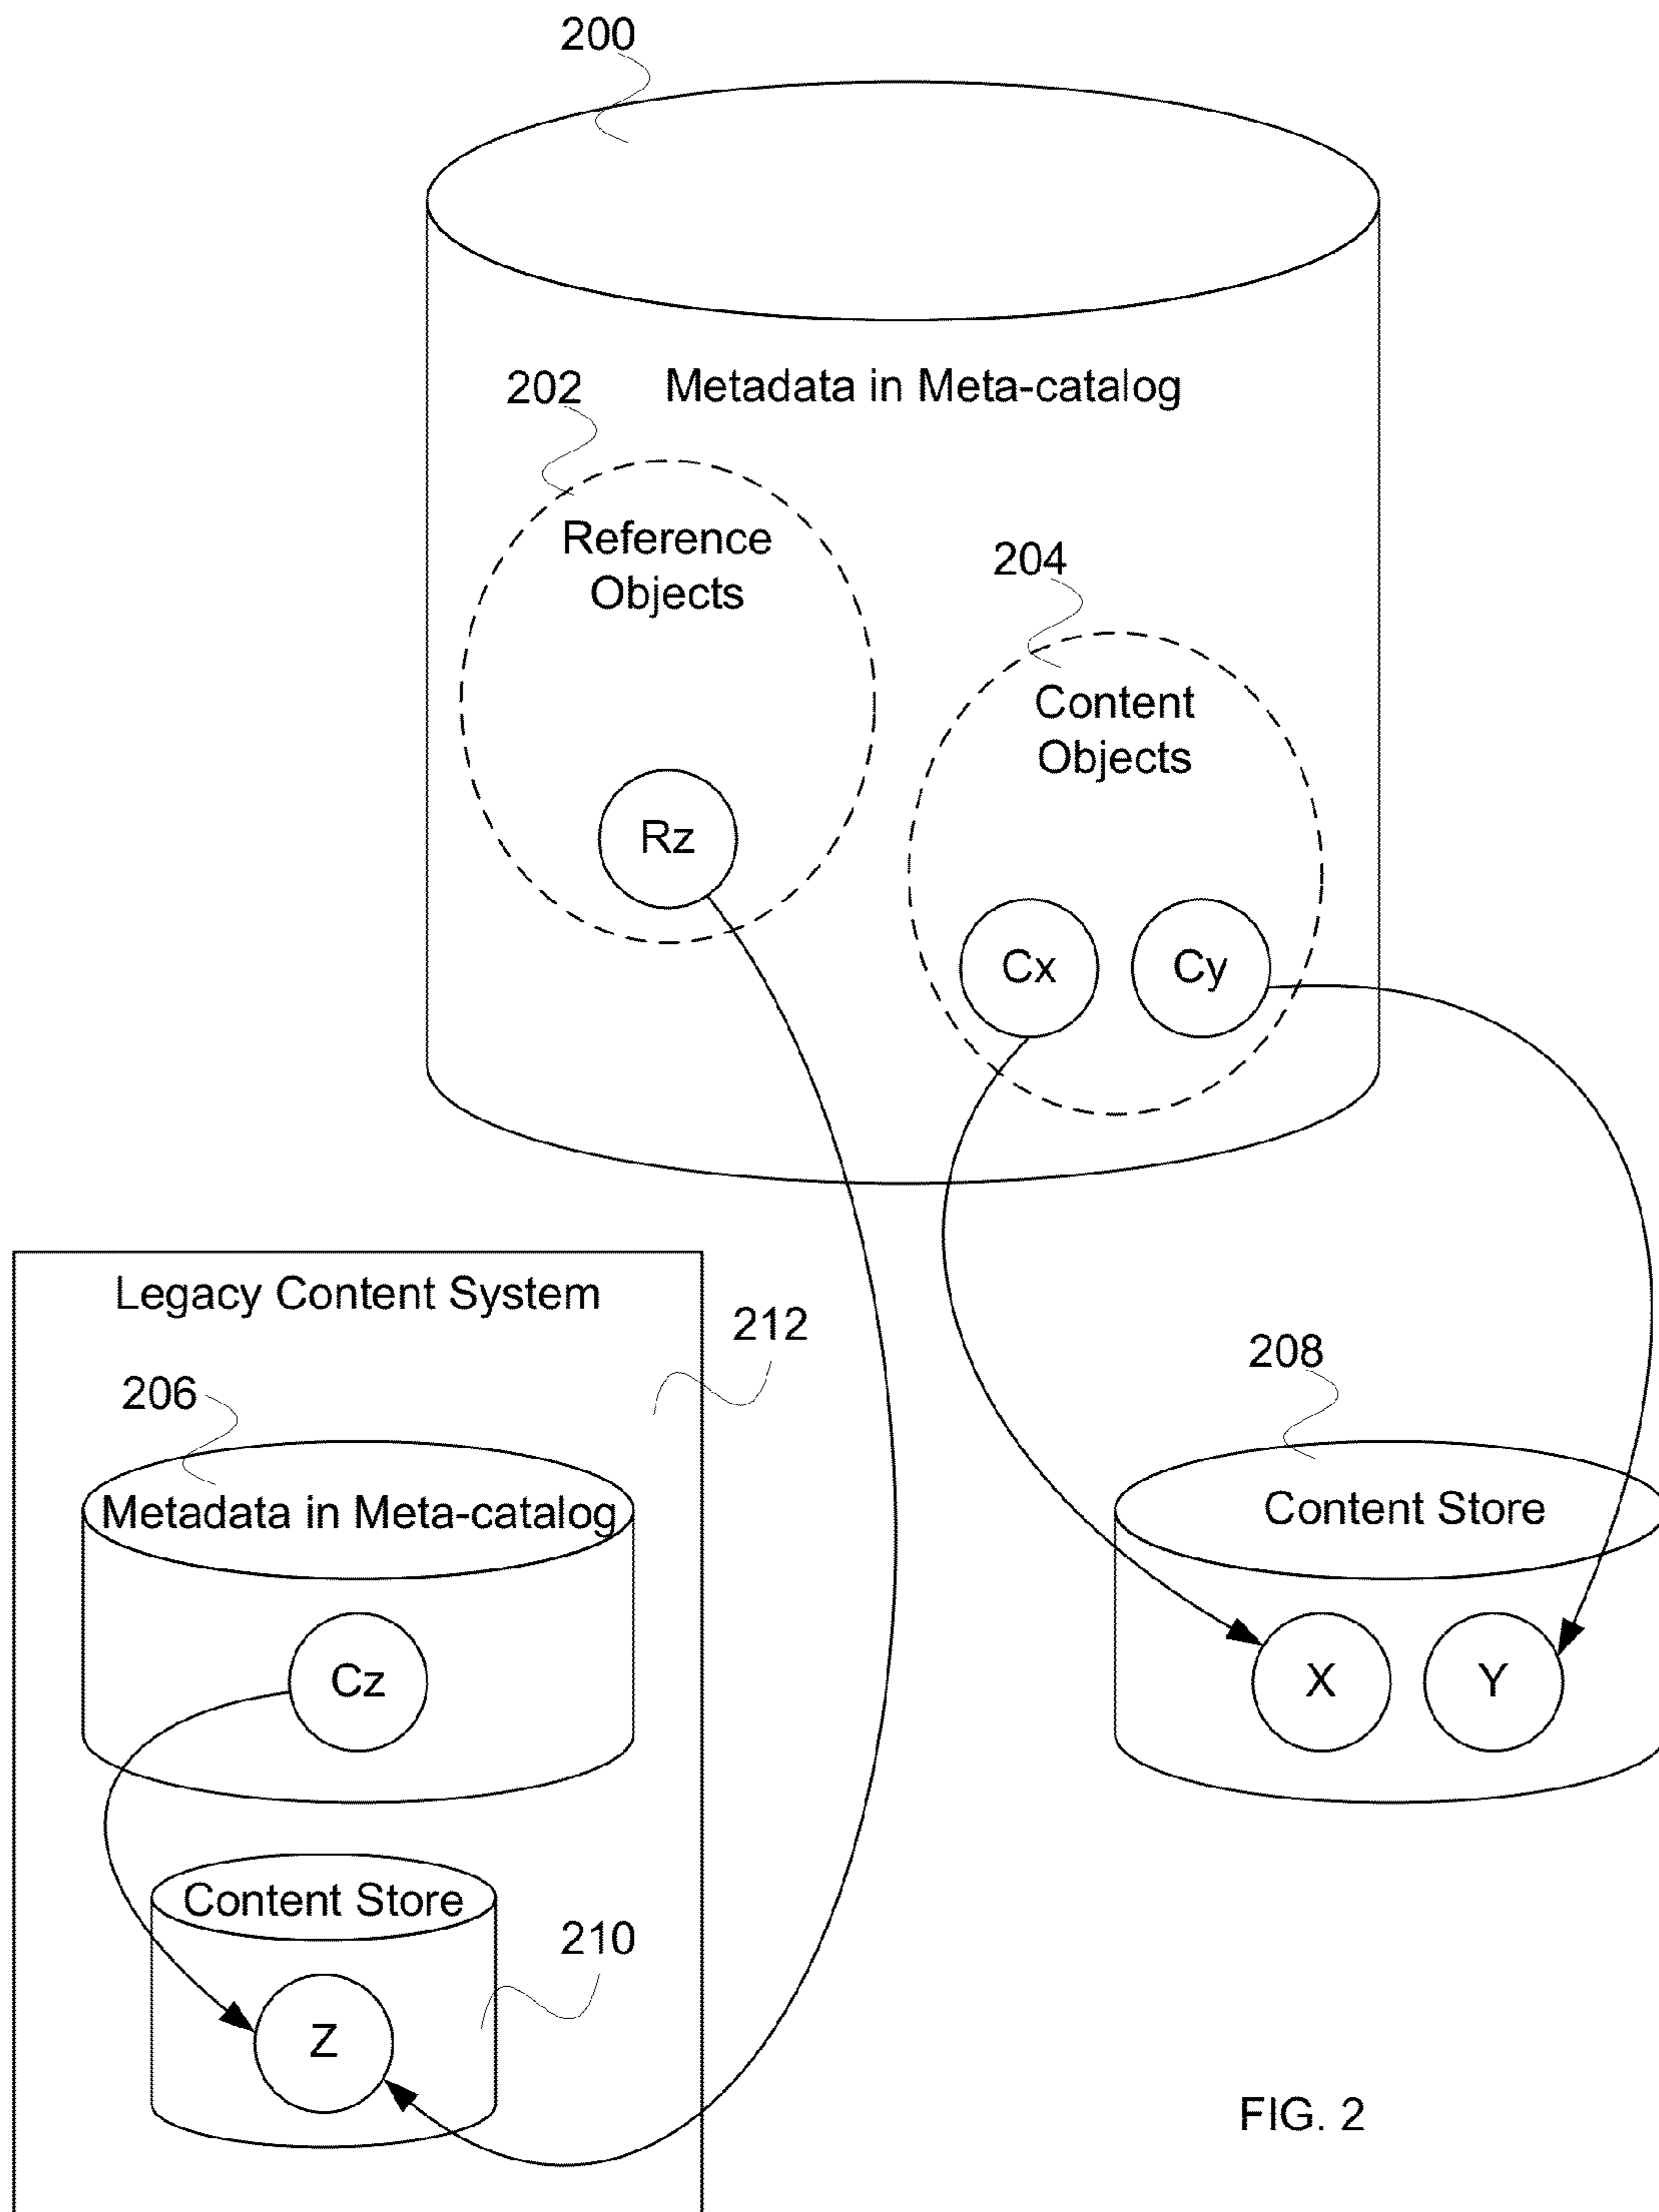 200
Metadata in Meta-catalog
202
Reference
Objects
204
Content
Objects
Rz
Cx
Cy
Legacy Content System
212
206
Metadata in Meta-catalog
208
Content Store
Cz
X
Y
Content Store
210
Z
FIG. 2